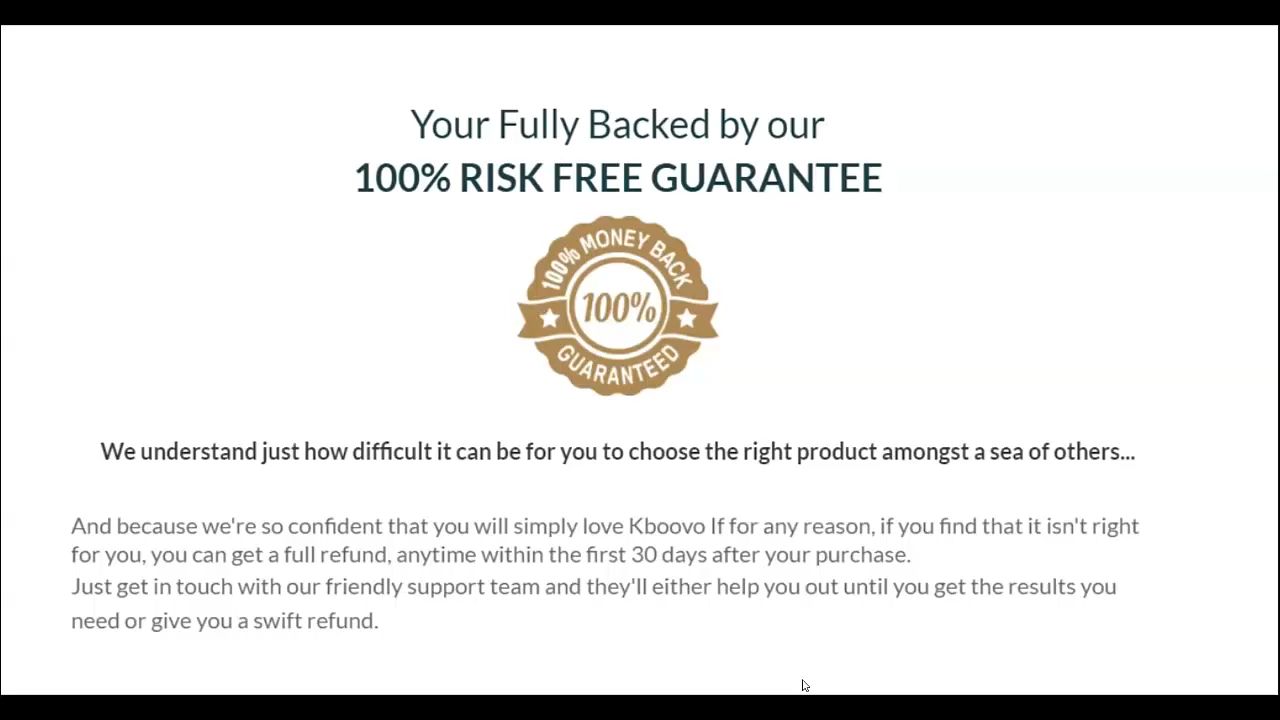 Your Fully Backed by our
100% RISK FREE GUARANTEE
100% MONEY BACK
100%
GUARANTEED
We understand just how difficult it can be for you to choose the right product amongst a sea of others...
And because we're so confident that you will simply love Kboovo If for any reason, if you find that it isn't right
for you, you can get a full refund, anytime within the first 30 days after your purchase.
Just get in touch with our friendly support team and they'll either help you out until you get the results you
need or give you a swift refund.